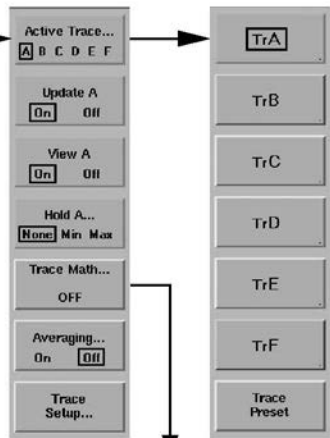 Active Trace...
A B C D E F
Update A
On Off
View A
On Off
Hold A...
None Min Max
Trace Math...
OFF
Averaging...
On Off
Trace
Setup...
TrA
TrB
TrC
TrD
TrE
TrF
Trace
Preset